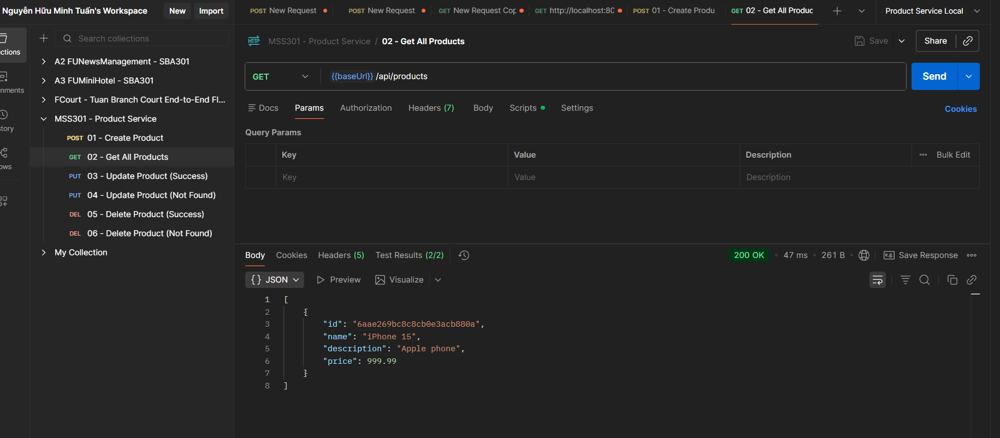 Nguyễn Hữu Minh Tuấn's Workspace
New
Import
POST New Request
POST New Request
GET New Request Cop
GET http://localhost:80
POST 01 - Create Produ
GET 02 - Get All Produc
Product Service Local
ctions
nments
story
ows
Search collections
A2 FUNewsManagement - SBA301
A3 FUMiniHotel - SBA301
FCourt - Tuan Branch Court End-to-End Fl...
MSS301 - Product Service
POST 01 - Create Product
GET 02 - Get All Products
PUT 03 - Update Product (Success)
PUT 04 - Update Product (Not Found)
DEL 05 - Delete Product (Success)
DEL 06 - Delete Product (Not Found)
My Collection
HTTP MSS301 - Product Service / 02 - Get All Products
Save
Share
GET {{baseUrl}} /api/products
Send
Docs Params Authorization Headers (7) Body Scripts Settings
Cookies
Query Params
Key Value Description Bulk Edit
Key Value Description
Body Cookies Headers (5) Test Results (2/2)
200 OK • 47 ms • 261 B • e.g. Save Response
{} JSON Preview Visualize
1 [
2 {
3 "id": "6aae269bc8c8cb0e3acb880a",
4 "name": "iPhone 15",
5 "description": "Apple phone",
6 "price": 999.99
7 }
8 ]